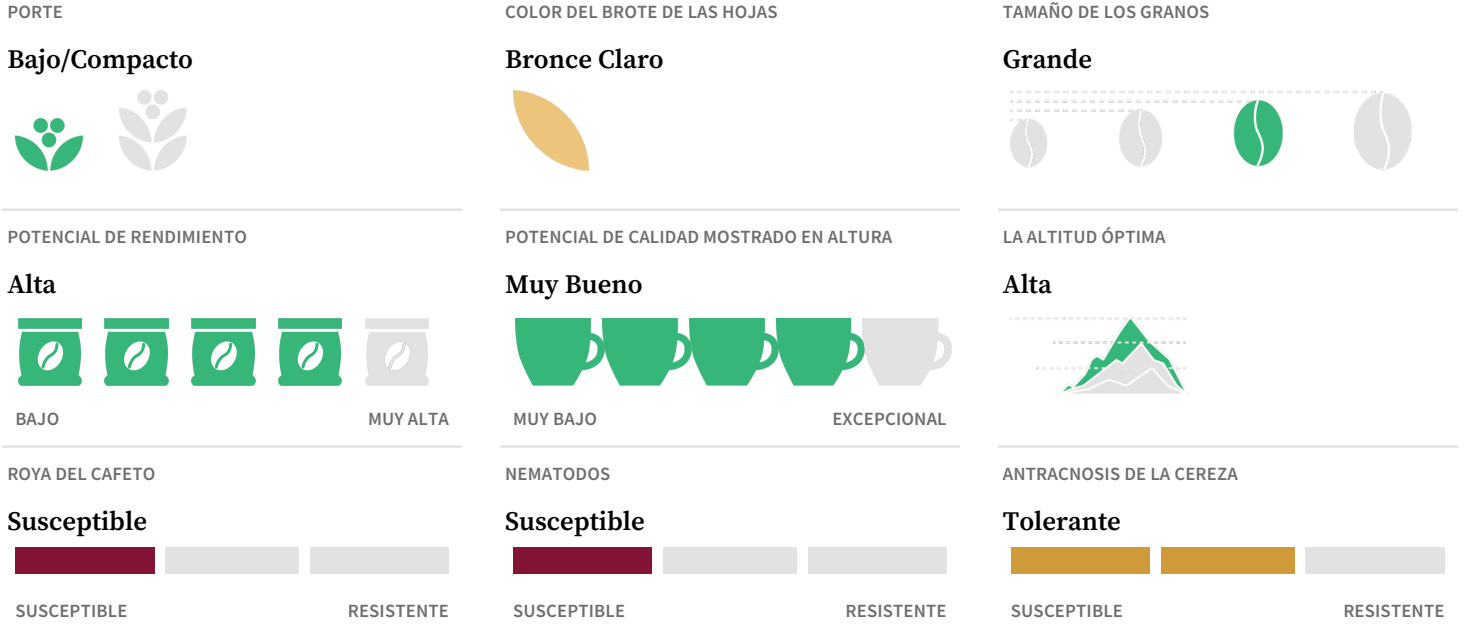 PORTE
Bajo/Compacto
COLOR DEL BROTE DE LAS HOJAS
Bronce Claro
TAMAÑO DE LOS GRANOS
Grande
POTENCIAL DE RENDIMIENTO
Alta
BAJO
MUY ALTA
POTENCIAL DE CALIDAD MOSTRADO EN ALTURA
Muy Bueno
MUY BAJO
EXCEPCIONAL
LA ALTITUD ÓPTIMA
Alta
ROYA DEL CAFETO
Susceptible
SUSCEPTIBLE
RESISTENTE
NEMATODOS
Susceptible
SUSCEPTIBLE
RESISTENTE
ANTRACNOSIS DE LA CEREZA
Tolerante
SUSCEPTIBLE
RESISTENTE